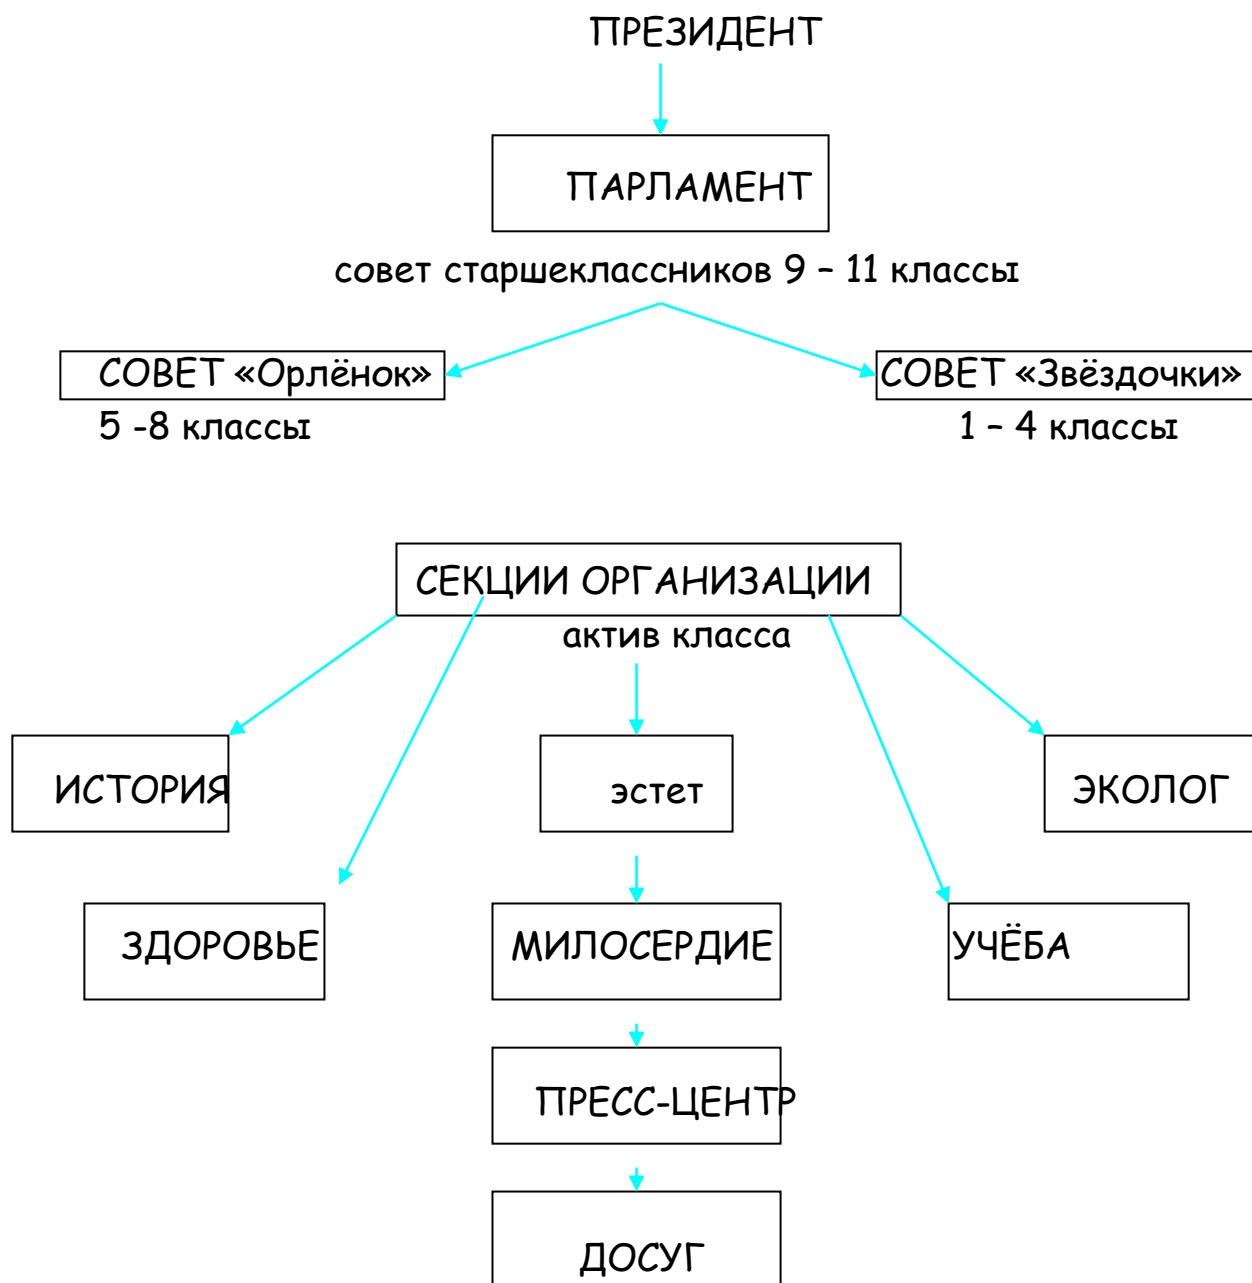 ПРЕЗИДЕНТ
ПАРЛАМЕНТ
совет старшеклассников 9 – 11 классы
СОВЕТ «Орлёнок»
СОВЕТ «Звёздочки»
5 -8 классы
1 – 4 классы
СЕКЦИИ ОРГАНИЗАЦИИ
актив класса
ИСТОРИЯ
эстет
ЭКОЛОГ
ЗДОРОВЬЕ
МИЛОСЕРДИЕ
УЧЁБА
ПРЕСС-ЦЕНТР
ДОСУГ